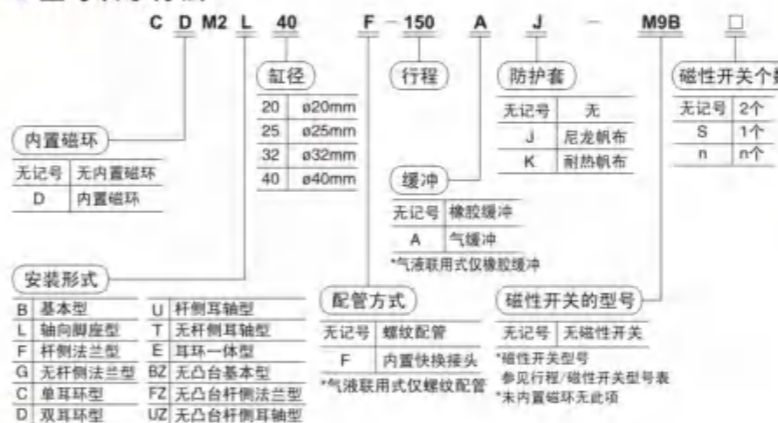 C D M2 L 40 F - 150 A J - M9B □
缸径
20 ø20mm
25 ø25mm
32 ø32mm
40 ø40mm
行程
防护套
无记号 无
J 尼龙帆布
K 耐热帆布
磁性开关个数
无记号 2个
S 1个
n n个
内置磁环
无记号 无内置磁环
D 内置磁环
缓冲
无记号 橡胶缓冲
A 气缓冲
*气液联用式仅橡胶缓冲
安装形式
B 基本型
L 轴向脚座型
F 杆侧法兰型
G 无杆侧法兰型
C 单耳环型
D 双耳环型
U 杆侧耳轴型
T 无杆侧耳轴型
E 耳环一体型
BZ 无凸台基本型
FZ 无凸台杆侧法兰型
UZ 无凸台杆侧耳轴型
配管方式
无记号 螺纹配管
F 内置快换接头
*气液联用式仅螺纹配管
磁性开关的型号
无记号 无磁性开关
*磁性开关型号
参见行程/磁性开关型号表
*未内置磁环无此项